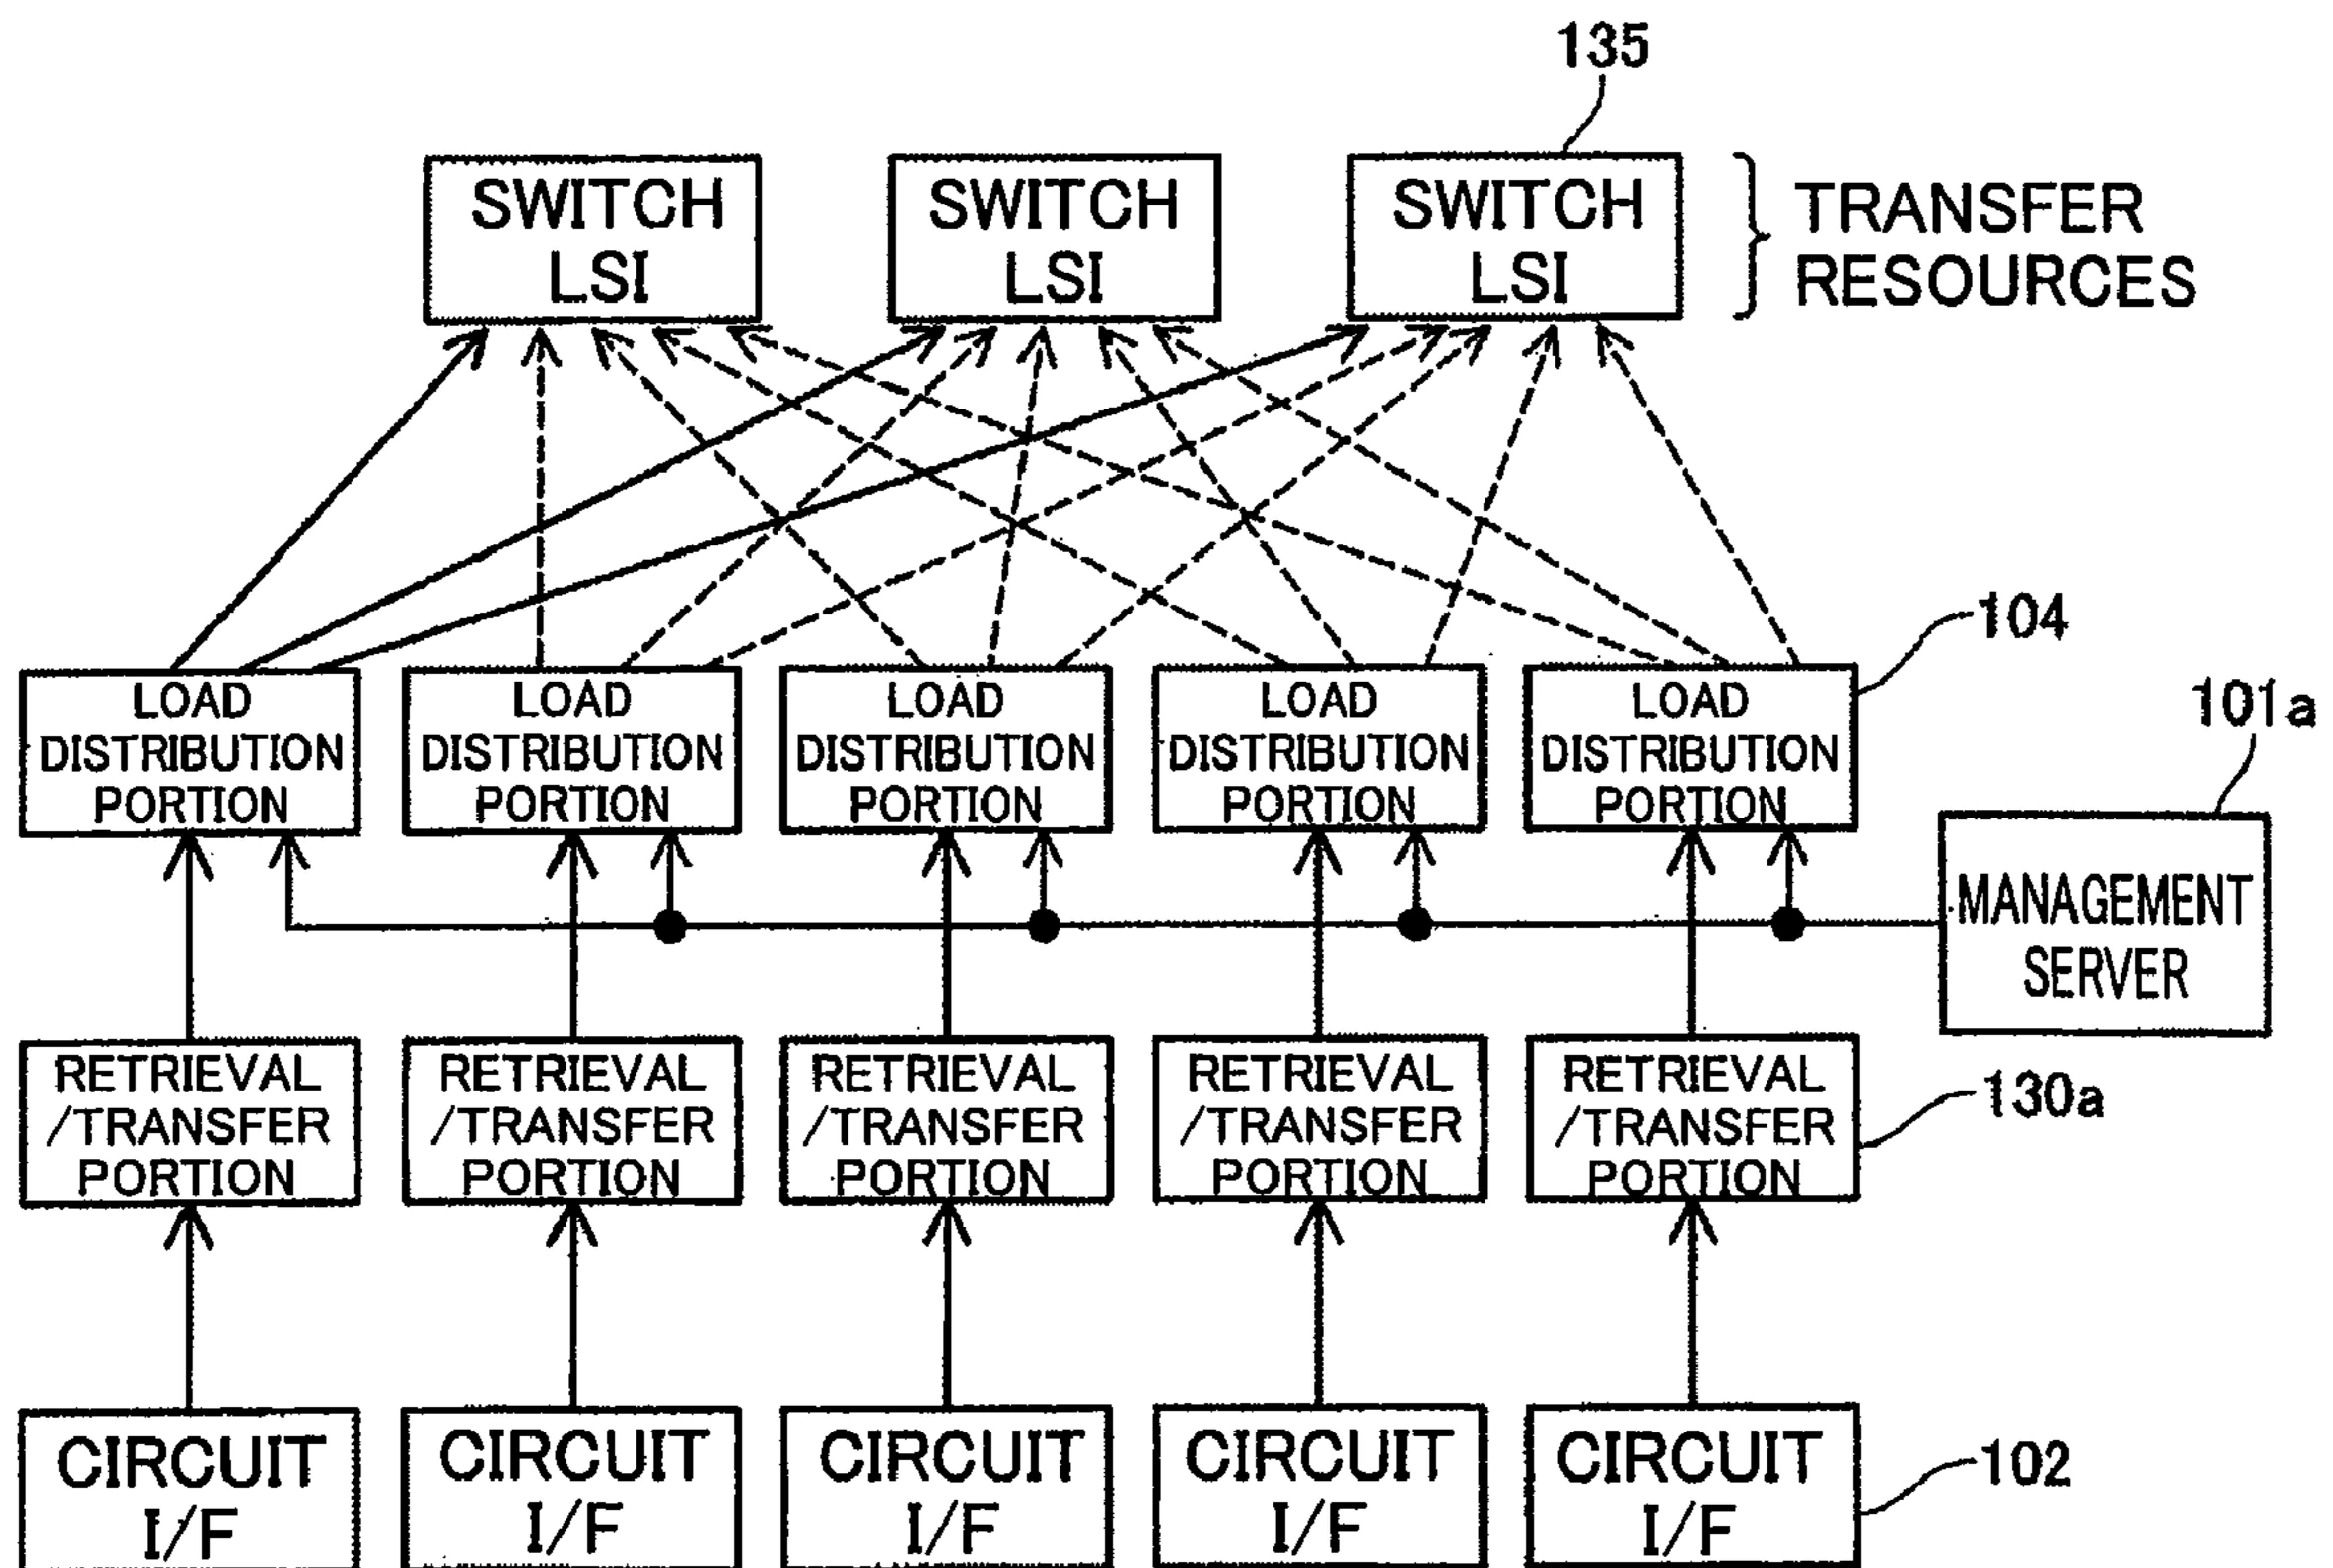 135
SWITCH
LSI
SWITCH
LSI
SWITCH
LSI
TRANSFER
RESOURCES
104
101a
LOAD
DISTRIBUTION
PORTION
LOAD
DISTRIBUTION
PORTION
LOAD
DISTRIBUTION
PORTION
LOAD
DISTRIBUTION
PORTION
LOAD
DISTRIBUTION
PORTION
MANAGEMENT
SERVER
RETRIEVAL
/TRANSFER
PORTION
RETRIEVAL
/TRANSFER
PORTION
RETRIEVAL
/TRANSFER
PORTION
RETRIEVAL
/TRANSFER
PORTION
RETRIEVAL
/TRANSFER
PORTION
130a
CIRCUIT
I/F
CIRCUIT
I/F
CIRCUIT
I/F
CIRCUIT
I/F
CIRCUIT
I/F
102